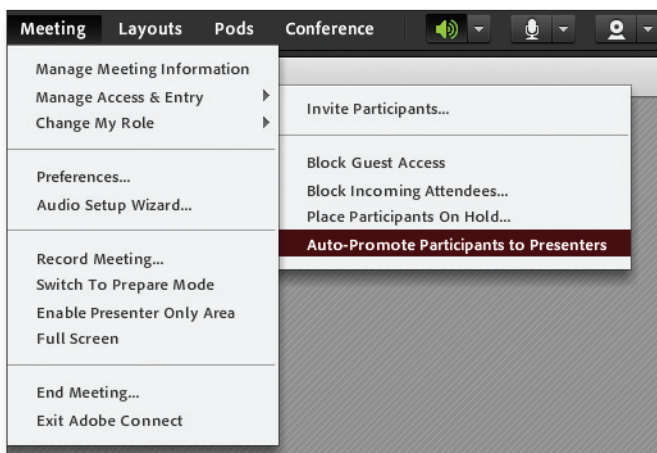 Meeting Layouts Pods Conference
Manage Meeting Information
Manage Access & Entry
Change My Role
Preferences...
Audio Setup Wizard...
Record Meeting...
Switch To Prepare Mode
Enable Presenter Only Area
Full Screen
End Meeting...
Exit Adobe Connect
Invite Participants...
Block Guest Access
Block Incoming Attendees...
Place Participants On Hold...
Auto-Promote Participants to Presenters